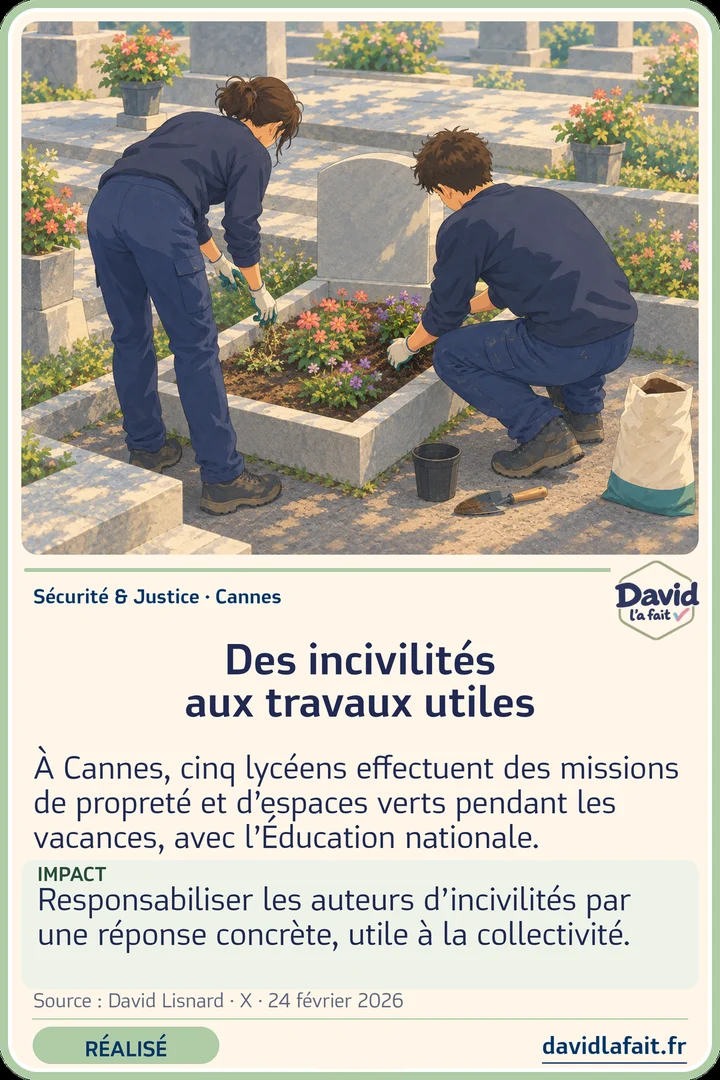 Sécurité & Justice · Cannes
David
l'a fait
Des incivilités
aux travaux utiles
À Cannes, cinq lycéens effectuent des missions
de propreté et d'espaces verts pendant les
vacances, avec l'Éducation nationale.
IMPACT
Responsabiliser les auteurs d'incivilités par
une réponse concrète, utile à la collectivité.
Source : David Lisnard · X · 24 février 2026
RÉALISÉ
davidlafait.fr